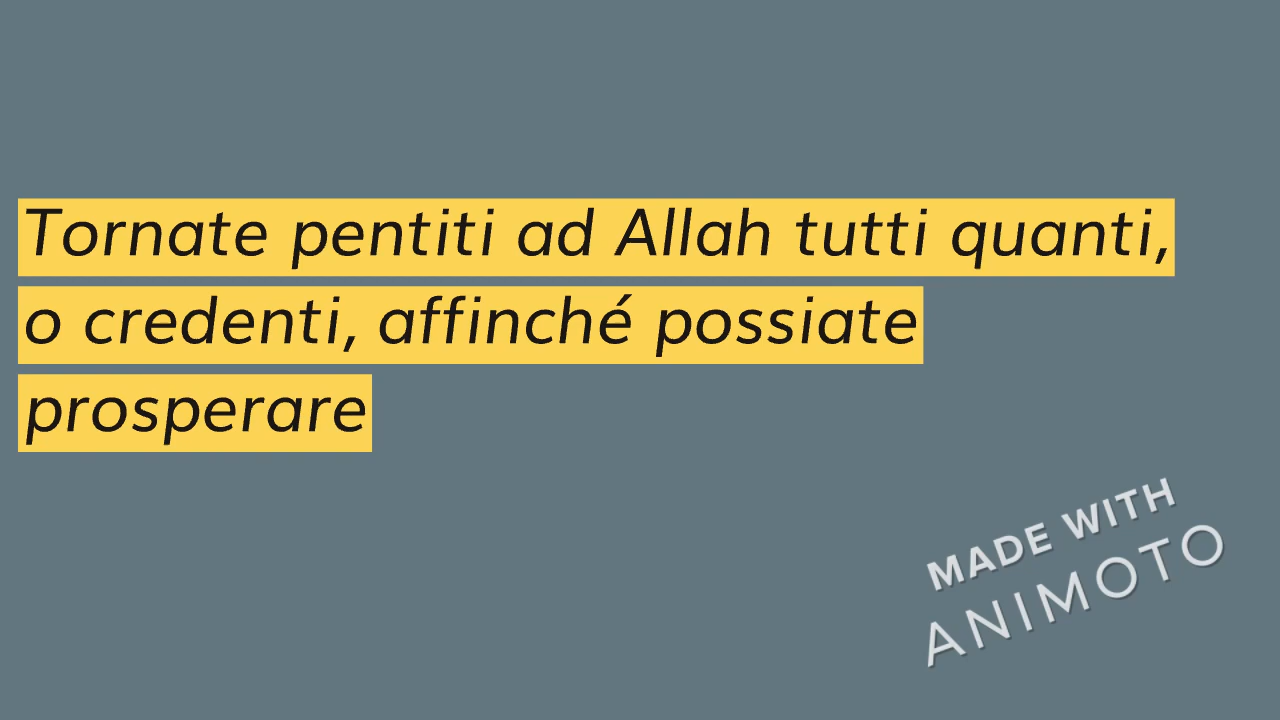 Tornate pentiti ad Allah tutti quanti,
o credenti, affinché possiate
prosperare
MADE WITH
ANIMOTO